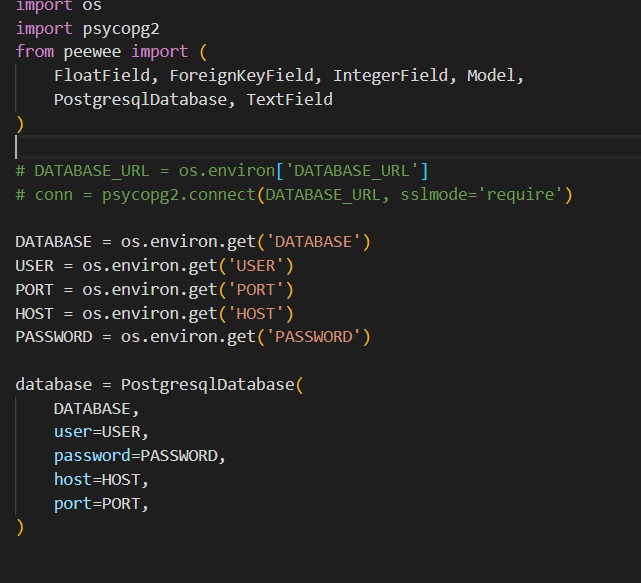 import os
import psycopg2
from peewee import (
    FloatField, ForeignKeyField, IntegerField, Model,
    PostgresqlDatabase, TextField
)
# DATABASE_URL = os.environ['DATABASE_URL']
# conn = psycopg2.connect(DATABASE_URL, sslmode='require')
DATABASE = os.environ.get('DATABASE')
USER = os.environ.get('USER')
PORT = os.environ.get('PORT')
HOST = os.environ.get('HOST')
PASSWORD = os.environ.get('PASSWORD')
database = PostgresqlDatabase(
    DATABASE,
    user=USER,
    password=PASSWORD,
    host=HOST,
    port=PORT,
)